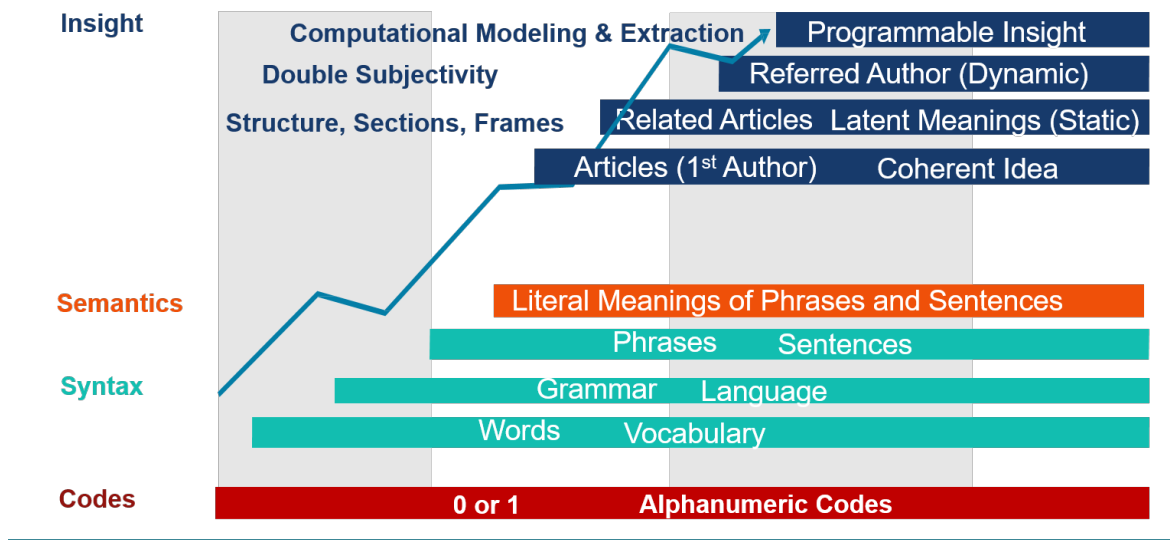 Insight
Computational Modeling & Extraction
Programmable Insight
Double Subjectivity
Referred Author (Dynamic)
Structure, Sections, Frames
Related Articles Latent Meanings (Static)
Articles (1st Author) Coherent Idea
Semantics
Literal Meanings of Phrases and Sentences
Phrases Sentences
Syntax
Grammar Language
Words Vocabulary
Codes
0 or 1 Alphanumeric Codes